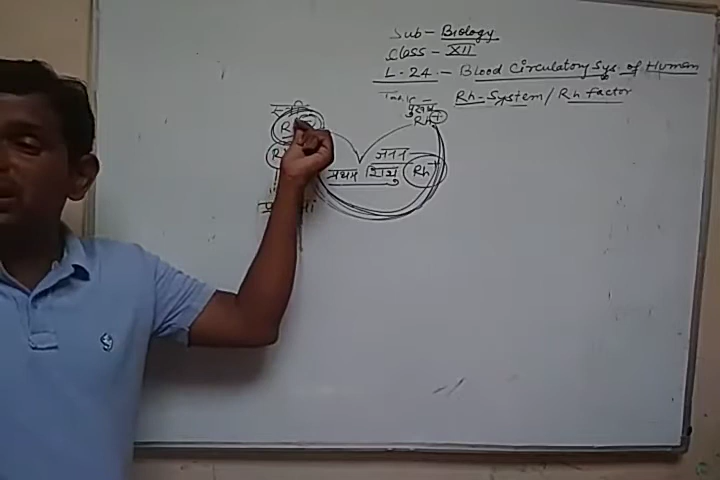 Sub- Biology
Class- XII
L-24. - Blood Circulatory Sys. of Human
Topic- Rh-System / Rh factor
स्त्री पुरुष
Rh Rh+
जनन
प्रथम शिशु Rh+